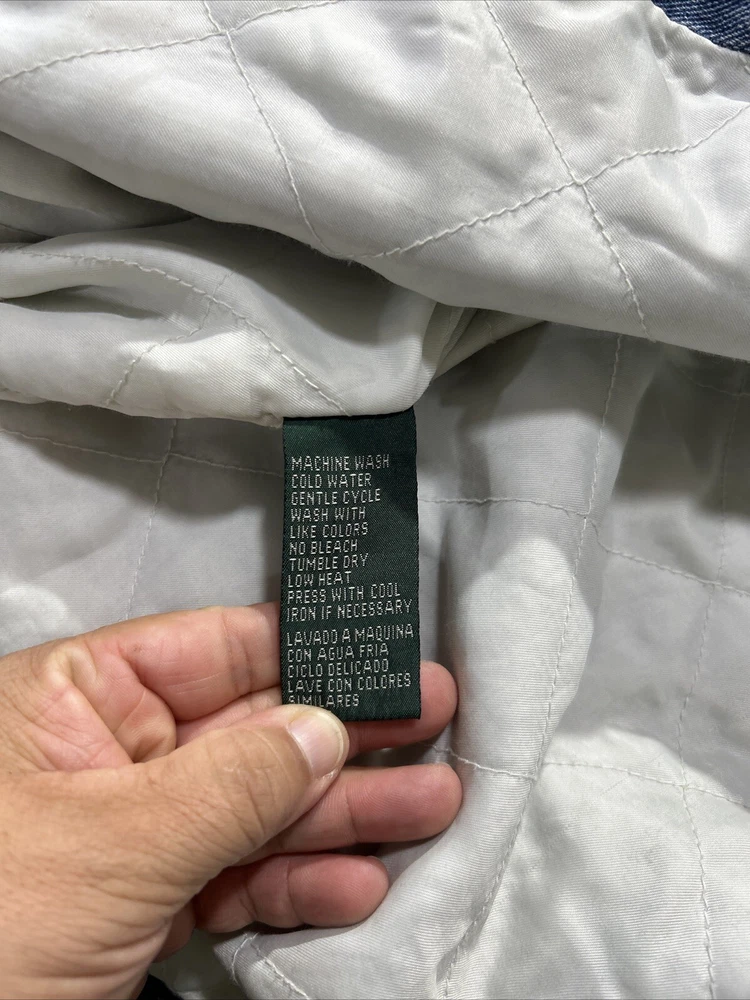 MACHINE WASH
COLD WATER
GENTLE CYCLE
WASH WITH
LIKE COLORS
NO BLEACH
TUMBLE DRY
LOW HEAT
PRESS WITH COOL
IRON IF NECESSARY
LAVADO A MAQUINA
CON AGUA FRIA
CICLO DELICADO
LAVE CON COLORES
SIMILARES